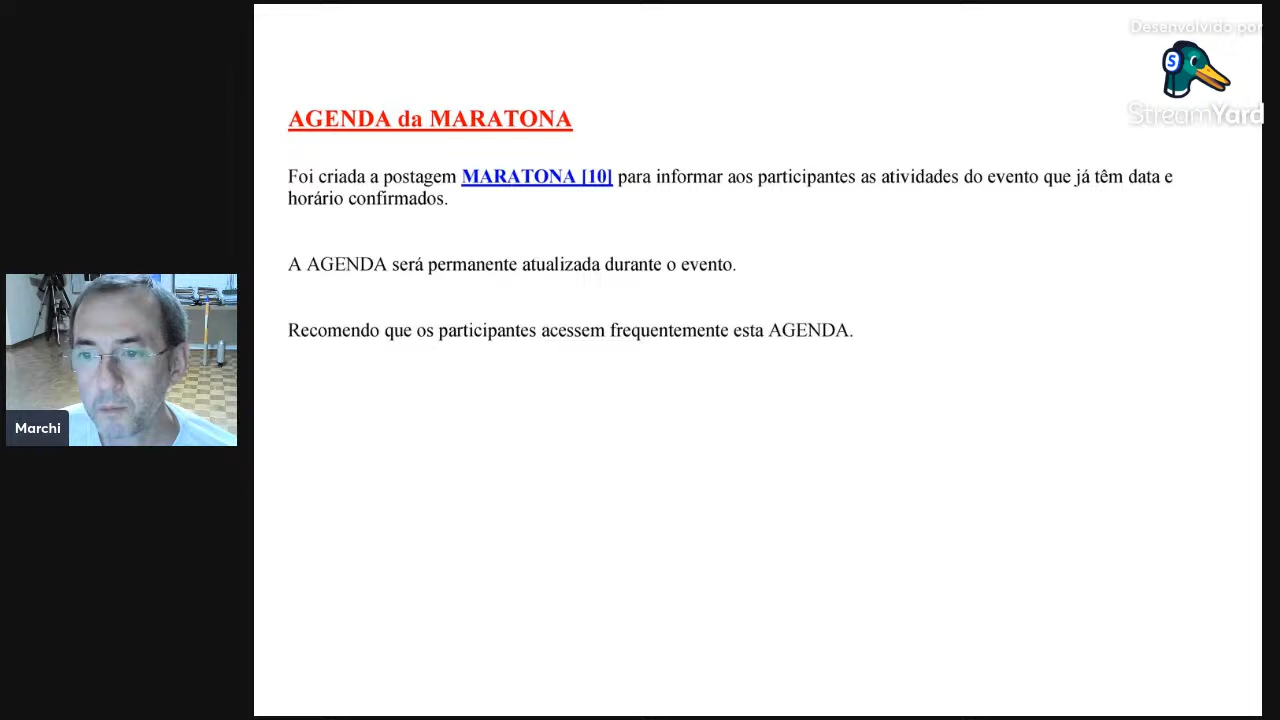 Desenvolvido por
S
StreamYard
AGENDA da MARATONA
Foi criada a postagem MARATONA [10] para informar aos participantes as atividades do evento que já têm data e
horário confirmados.
A AGENDA será permanente atualizada durante o evento.
Recomendo que os participantes acessem frequentemente esta AGENDA.
Marchi